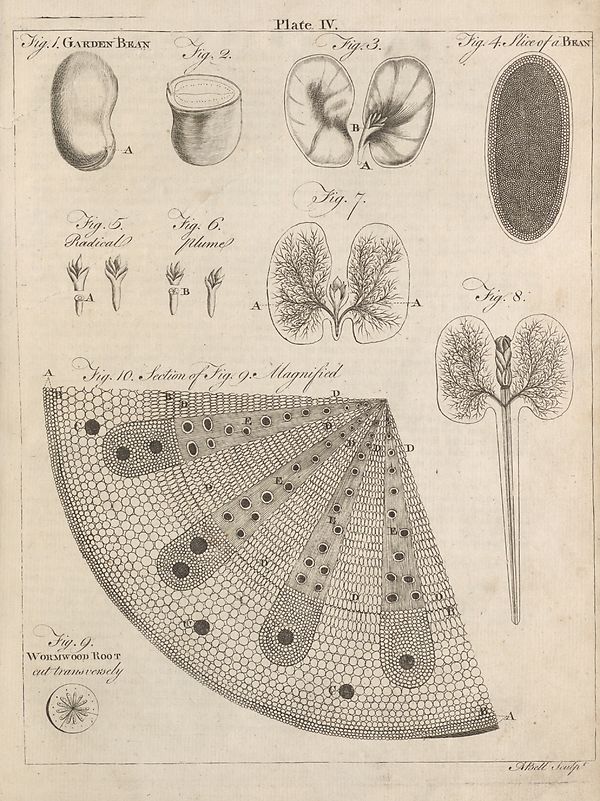 Plate IV.
Fig. 1. GARDEN BEAN
Fig. 2.
Fig. 3.
Fig. 4. Slice of a BEAN
A
B
A
Fig. 5.
Radical
Fig. 6.
plume
Fig. 7.
A
B
A
A
Fig. 8.
Fig. 10. Section of Fig. 9. Magnified
A
B
D
D
C
E
D
D
D
D
E
D
E
E
D
C
D
D
B
C
B
A
Fig. 9.
WORMWOOD ROOT
cut transversely
ABell Sculpt.